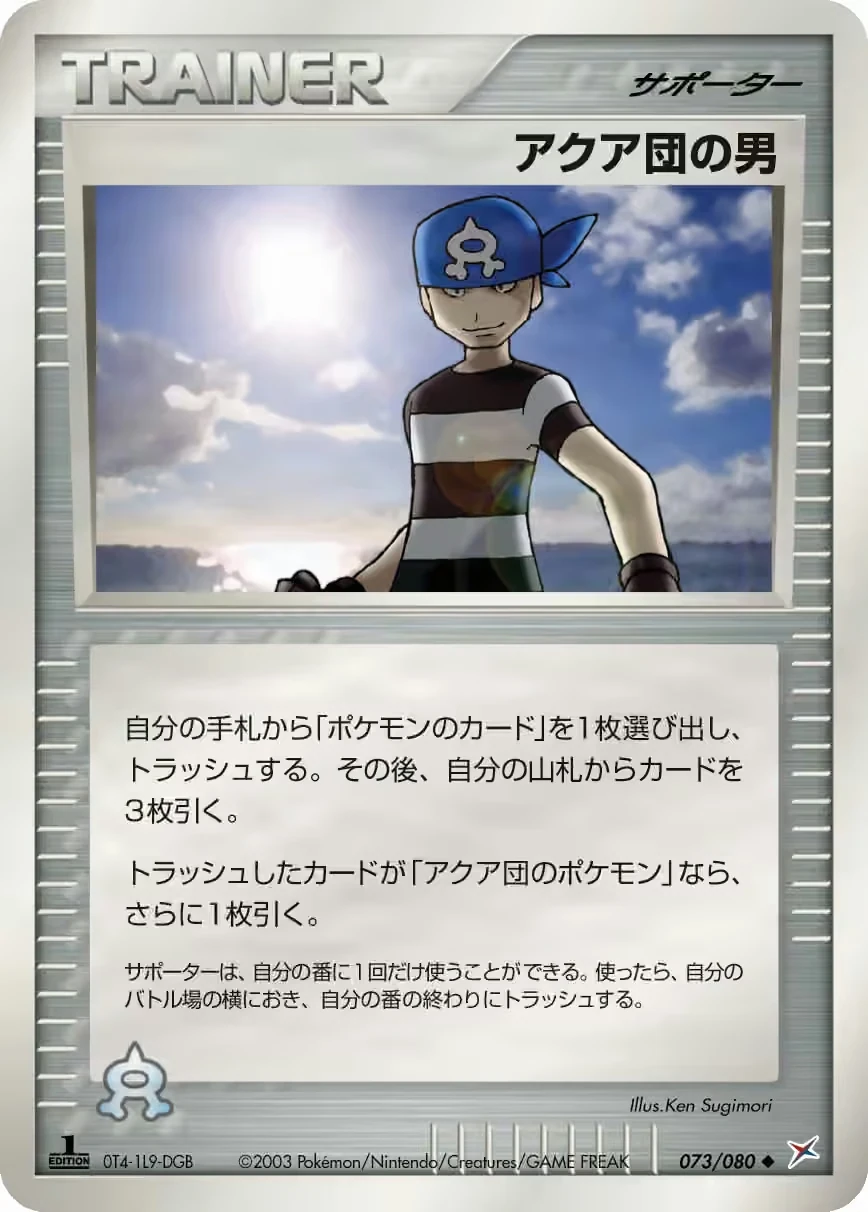 TRAINER
サポーター
アクア団の男
自分の手札から「ポケモンのカード」を1枚選び出し、
トラッシュする。その後、自分の山札からカードを
3枚引く。
トラッシュしたカードが「アクア団のポケモン」なら、
さらに1枚引く。
サポーターは、自分の番に1回だけ使うことができる。使ったら、自分の
バトル場の横におき、自分の番の終わりにトラッシュする。
Illus.Ken Sugimori
1 EDITION 0T4-1L9-DGB ©2003 Pokémon/Nintendo/Creatures/GAME FREAK 073/080 ◆